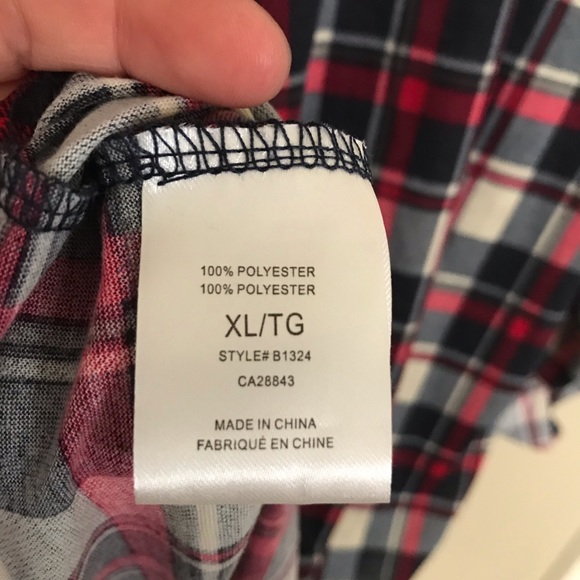 100% POLYESTER
100% POLYESTER
XL/TG
STYLE# B1324
CA28843
MADE IN CHINA
FABRIQUÉ EN CHINE